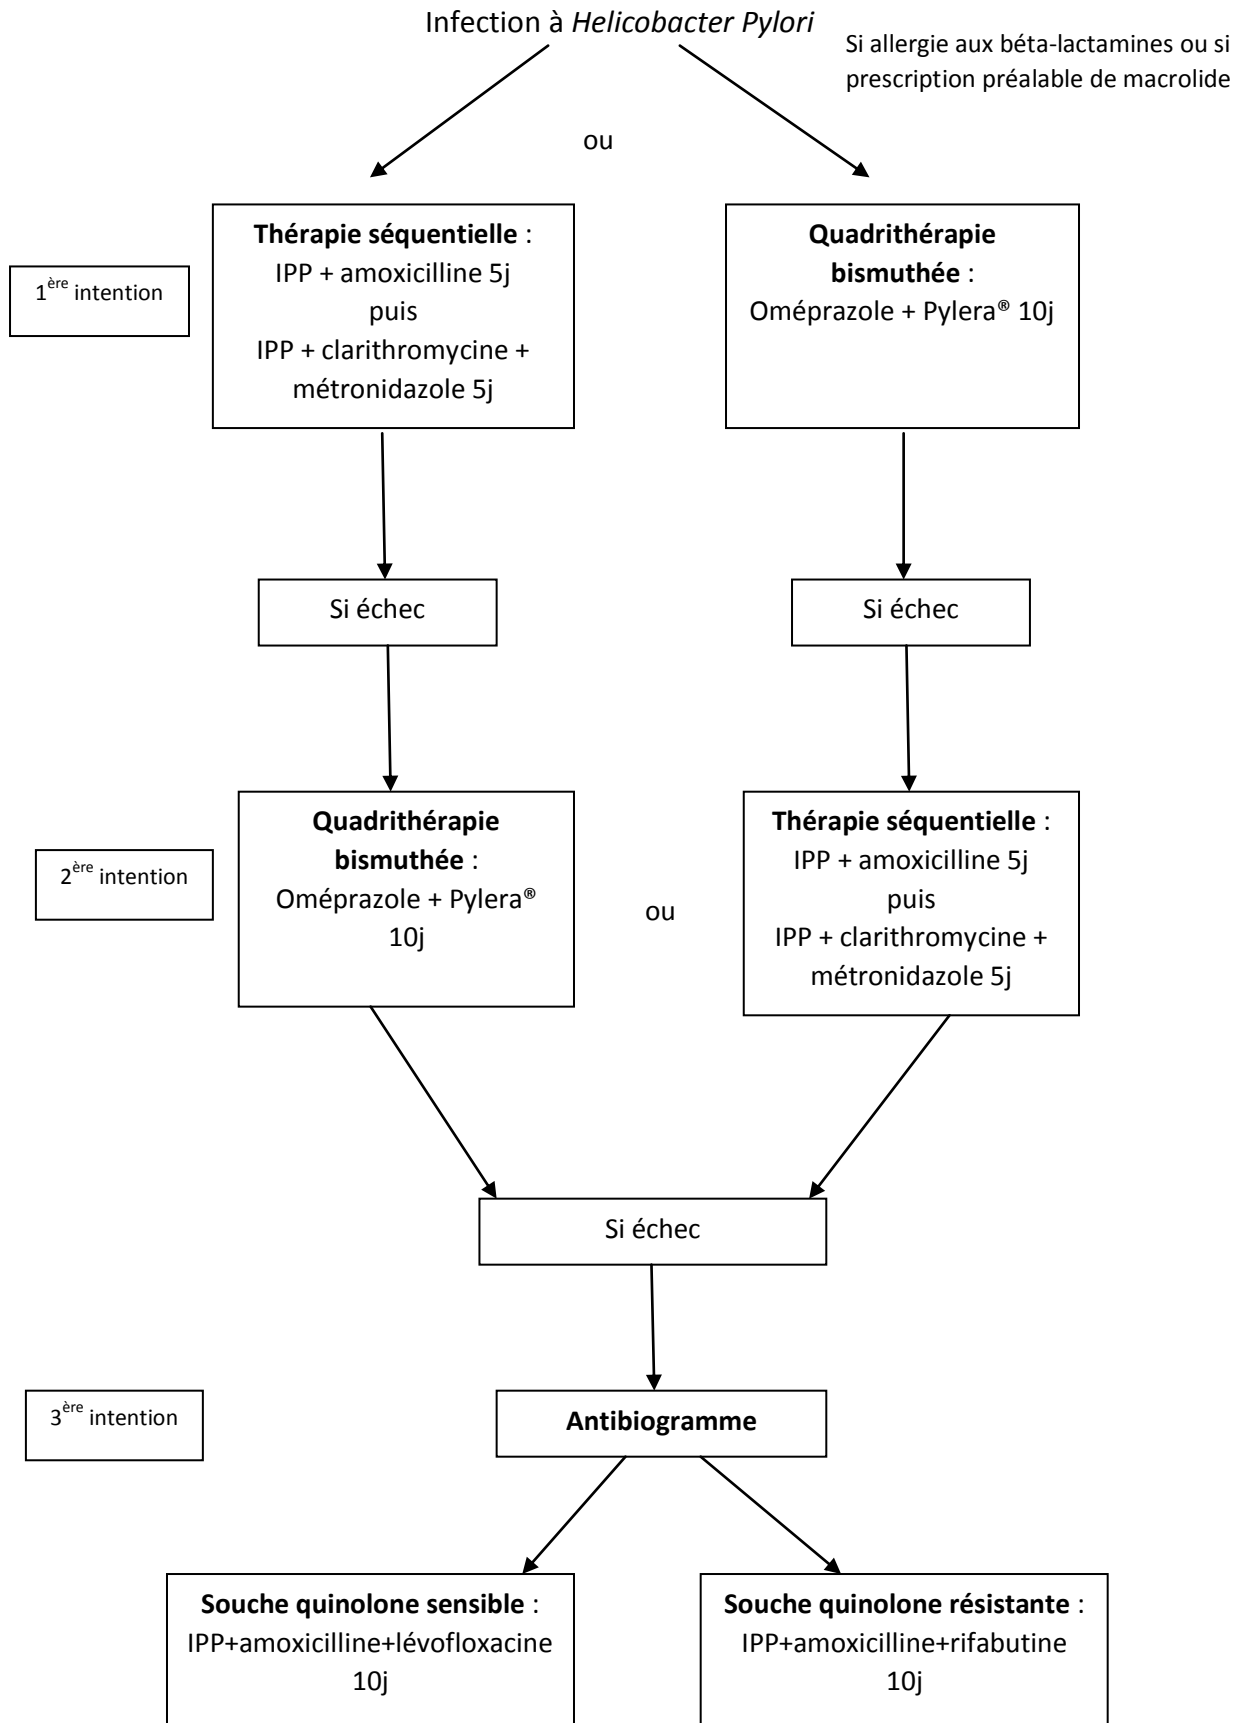 Infection à Helicobacter Pylori
Si allergie aux béta-lactamines ou si
prescription préalable de macrolide
ou
1ère intention
Thérapie séquentielle :
IPP + amoxicilline 5j
puis
IPP + clarithromycine +
métronidazole 5j
Quadrithérapie
bismuthée :
Oméprazole + Pylera® 10j
Si échec
Si échec
2ère intention
Quadrithérapie
bismuthée :
Oméprazole + Pylera®
10j
ou
Thérapie séquentielle :
IPP + amoxicilline 5j
puis
IPP + clarithromycine +
métronidazole 5j
Si échec
3ère intention
Antibiogramme
Souche quinolone sensible :
IPP+amoxicilline+lévofloxacine
10j
Souche quinolone résistante :
IPP+amoxicilline+rifabutine
10j